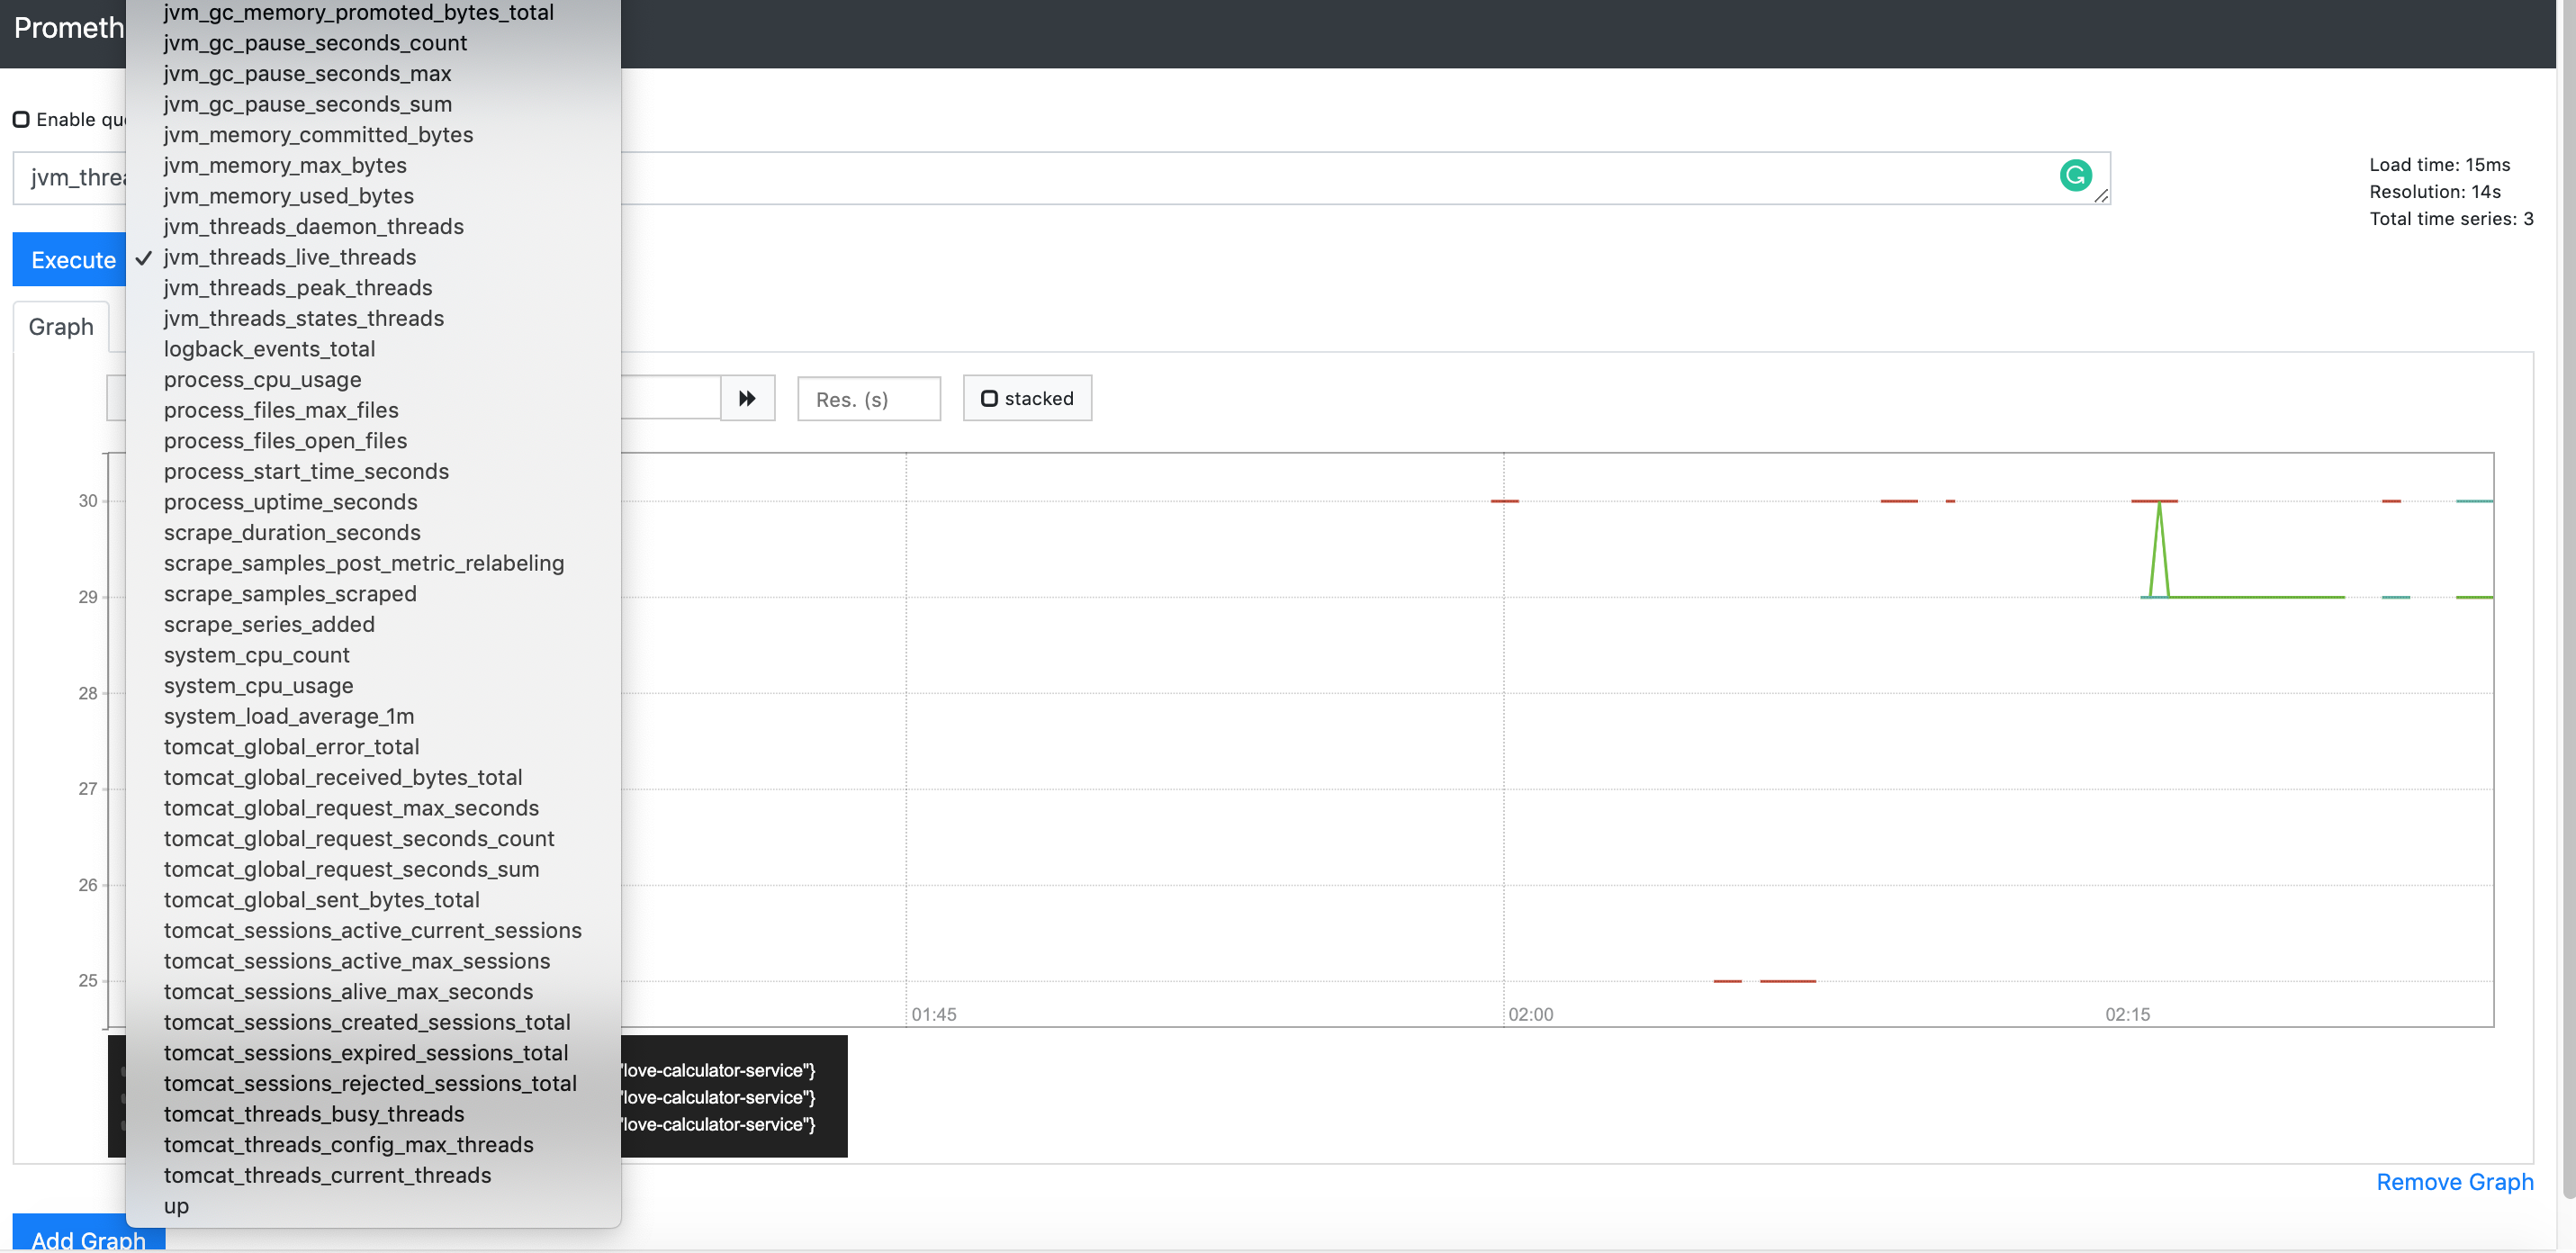 Prometh
Enable qu
jvm_threa
Execute
Graph
jvm_gc_memory_promoted_bytes_total
jvm_gc_pause_seconds_count
jvm_gc_pause_seconds_max
jvm_gc_pause_seconds_sum
jvm_memory_committed_bytes
jvm_memory_max_bytes
jvm_memory_used_bytes
jvm_threads_daemon_threads
✓ jvm_threads_live_threads
jvm_threads_peak_threads
jvm_threads_states_threads
logback_events_total
process_cpu_usage
process_files_max_files
process_files_open_files
process_start_time_seconds
process_uptime_seconds
scrape_duration_seconds
scrape_samples_post_metric_relabeling
scrape_samples_scraped
scrape_series_added
system_cpu_count
system_cpu_usage
system_load_average_1m
tomcat_global_error_total
tomcat_global_received_bytes_total
tomcat_global_request_max_seconds
tomcat_global_request_seconds_count
tomcat_global_request_seconds_sum
tomcat_global_sent_bytes_total
tomcat_sessions_active_current_sessions
tomcat_sessions_active_max_sessions
tomcat_sessions_alive_max_seconds
tomcat_sessions_created_sessions_total
tomcat_sessions_expired_sessions_total
tomcat_sessions_rejected_sessions_total
tomcat_threads_busy_threads
tomcat_threads_config_max_threads
tomcat_threads_current_threads
up
Load time: 15ms
Resolution: 14s
Total time series: 3
Res. (s)
stacked
30
29
28
27
26
25
01:45
02:00
02:15
"love-calculator-service"}
"love-calculator-service"}
"love-calculator-service"}
Remove Graph
Add Graph